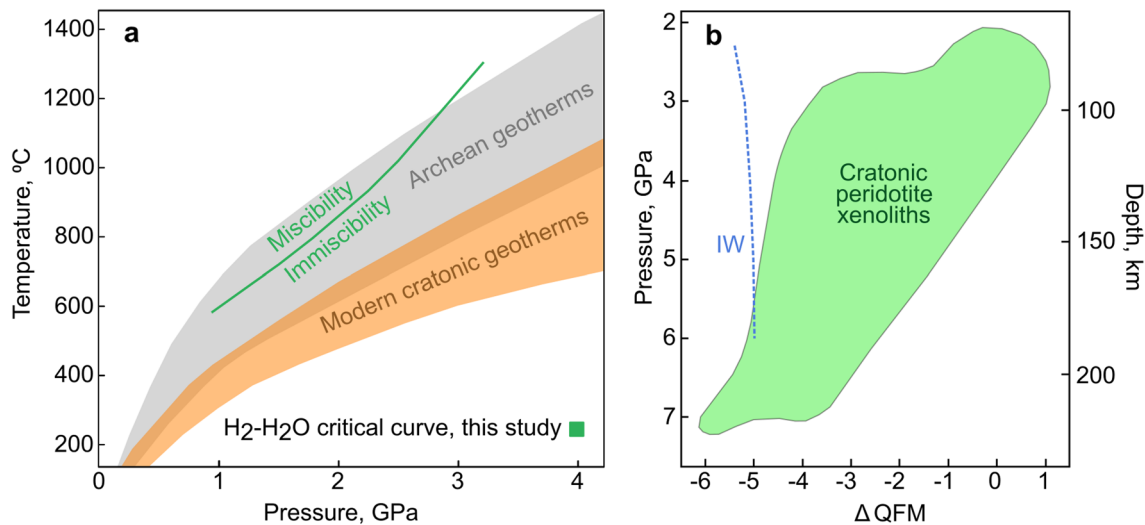 a
Temperature, ºC
1400
1200
1000
800
600
400
200
0
1
2
3
4
Pressure, GPa
Miscibility
Immiscibility
Archean geotherms
Modern cratonic geotherms
H2-H2O critical curve, this study
b
Pressure, GPa
2
3
4
5
6
7
-6
-5
-4
-3
-2
-1
0
1
Δ QFM
IW
Cratonic
peridotite
xenoliths
100
150
200
Depth, km